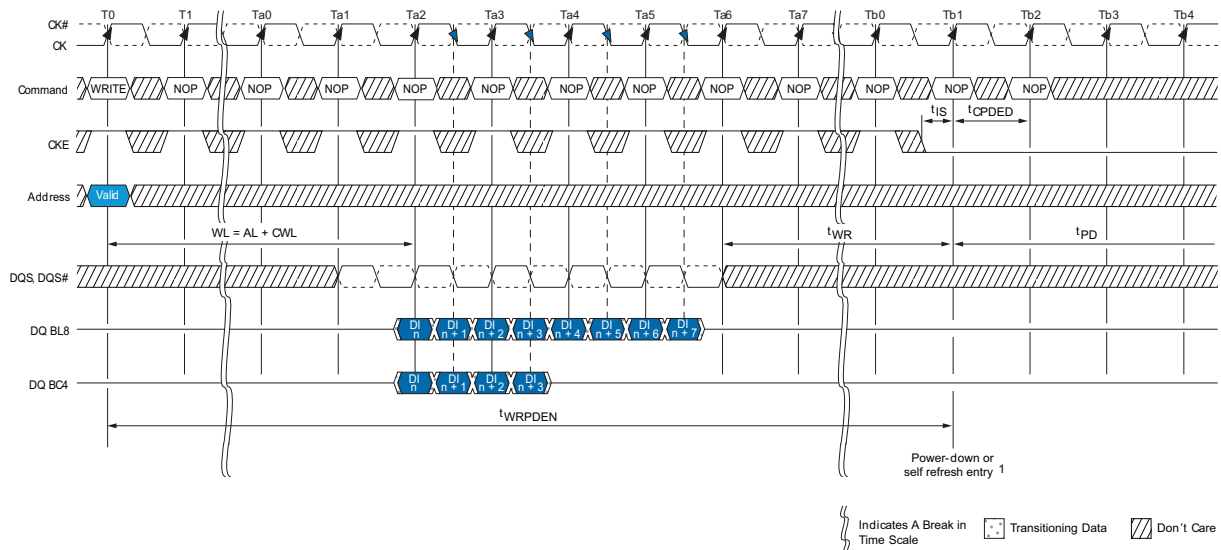 T0 T1 Ta0 Ta1 Ta2 Ta3 Ta4 Ta5 Ta6 Ta7 Tb0 Tb1 Tb2 Tb3 Tb4
CK#
CK
Command WRITE NOP NOP NOP NOP NOP NOP NOP NOP NOP NOP NOP NOP
tIS tCPDED
CKE
Address Valid
WL = AL + CWL tWR tPD
DQS, DQS#
DQ BL8 DI n DI n + 1 DI n + 2 DI n + 3 DI n + 4 DI n + 5 DI n + 6 DI n + 7
DQ BC4 DI n DI n + 1 DI n + 2 DI n + 3
tWRPDEN
Power-down or
self refresh entry 1
Indicates A Break in
Time Scale
Transitioning Data
Don't Care